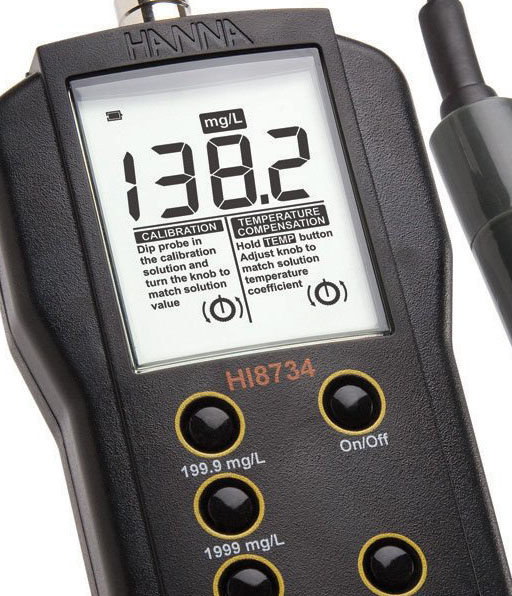 HANNA
mg/L
138.2
CALIBRATION
Dip probe in
the calibration
solution and
turn the knob to
match solution
value
TEMPERATURE
COMPENSATION
Hold TEMP button
Adjust knob to
match solution
temperature
coefficient
HI8734
199.9 mg/L
On/Off
1999 mg/L